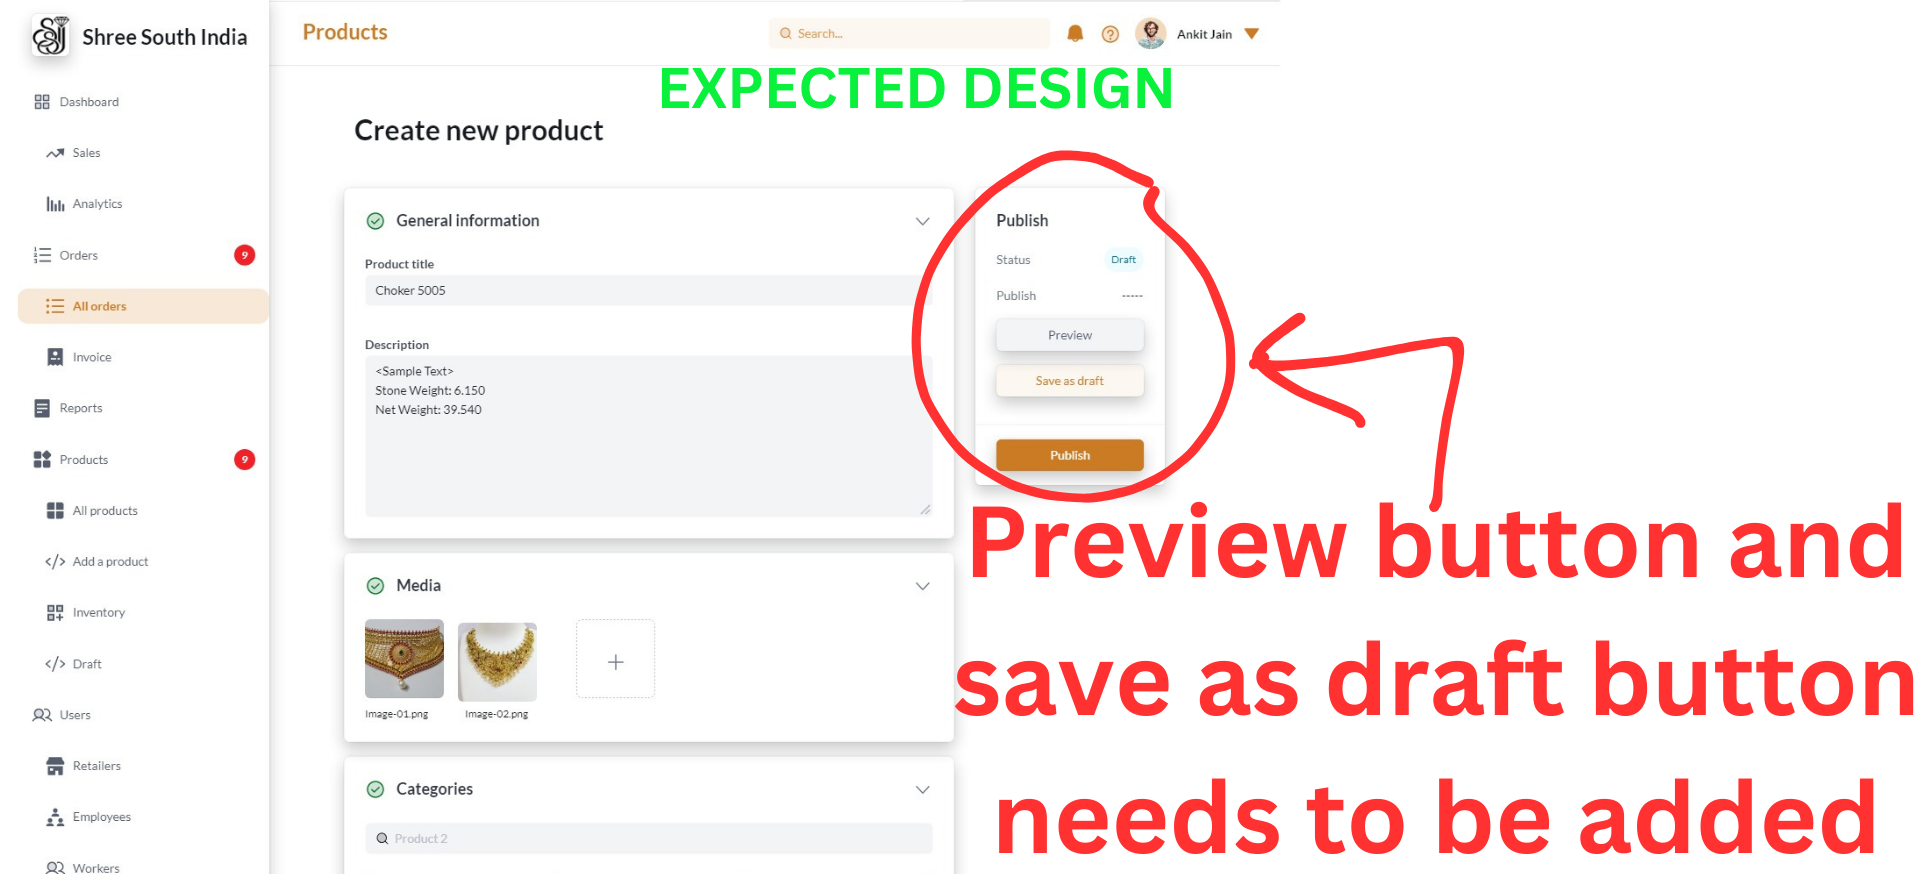 Shree South India
Products
Search...
Ankit Jain
EXPECTED DESIGN
Dashboard
Sales
Analytics
Orders 9
All orders
Invoice
Reports
Products 9
All products
Add a product
Inventory
Draft
Users
Retailers
Employees
Workers
Create new product
General information
Product title
Choker 5005
Description
<Sample Text>
Stone Weight: 6.150
Net Weight: 39.540
Media
Image-01.png Image-02.png
Categories
Product 2
Publish
Status Draft
Publish -----
Preview
Save as draft
Publish
Preview button and
save as draft button
needs to be added